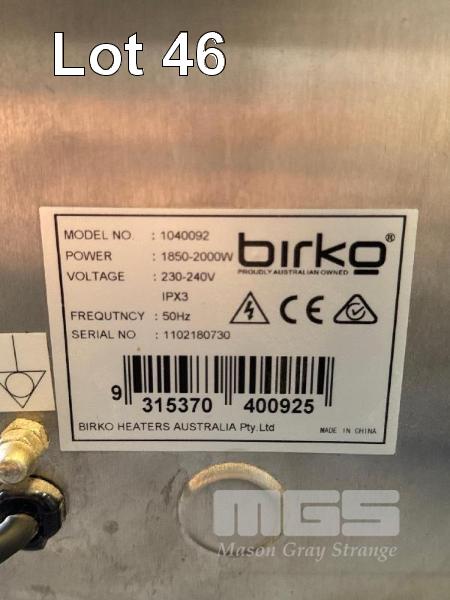 Lot 46
MODEL NO. : 1040092
POWER : 1850-2000W
VOLTAGE : 230-240V
IPX3
FREQUTNCY : 50Hz
SERIAL NO : 1102180730
birko®
PROUDLY AUSTRALIAN OWNED
CE
9 315370 400925
BIRKO HEATERS AUSTRALIA Pty.Ltd
MADE IN CHINA
MGS
Mason Gray Strange